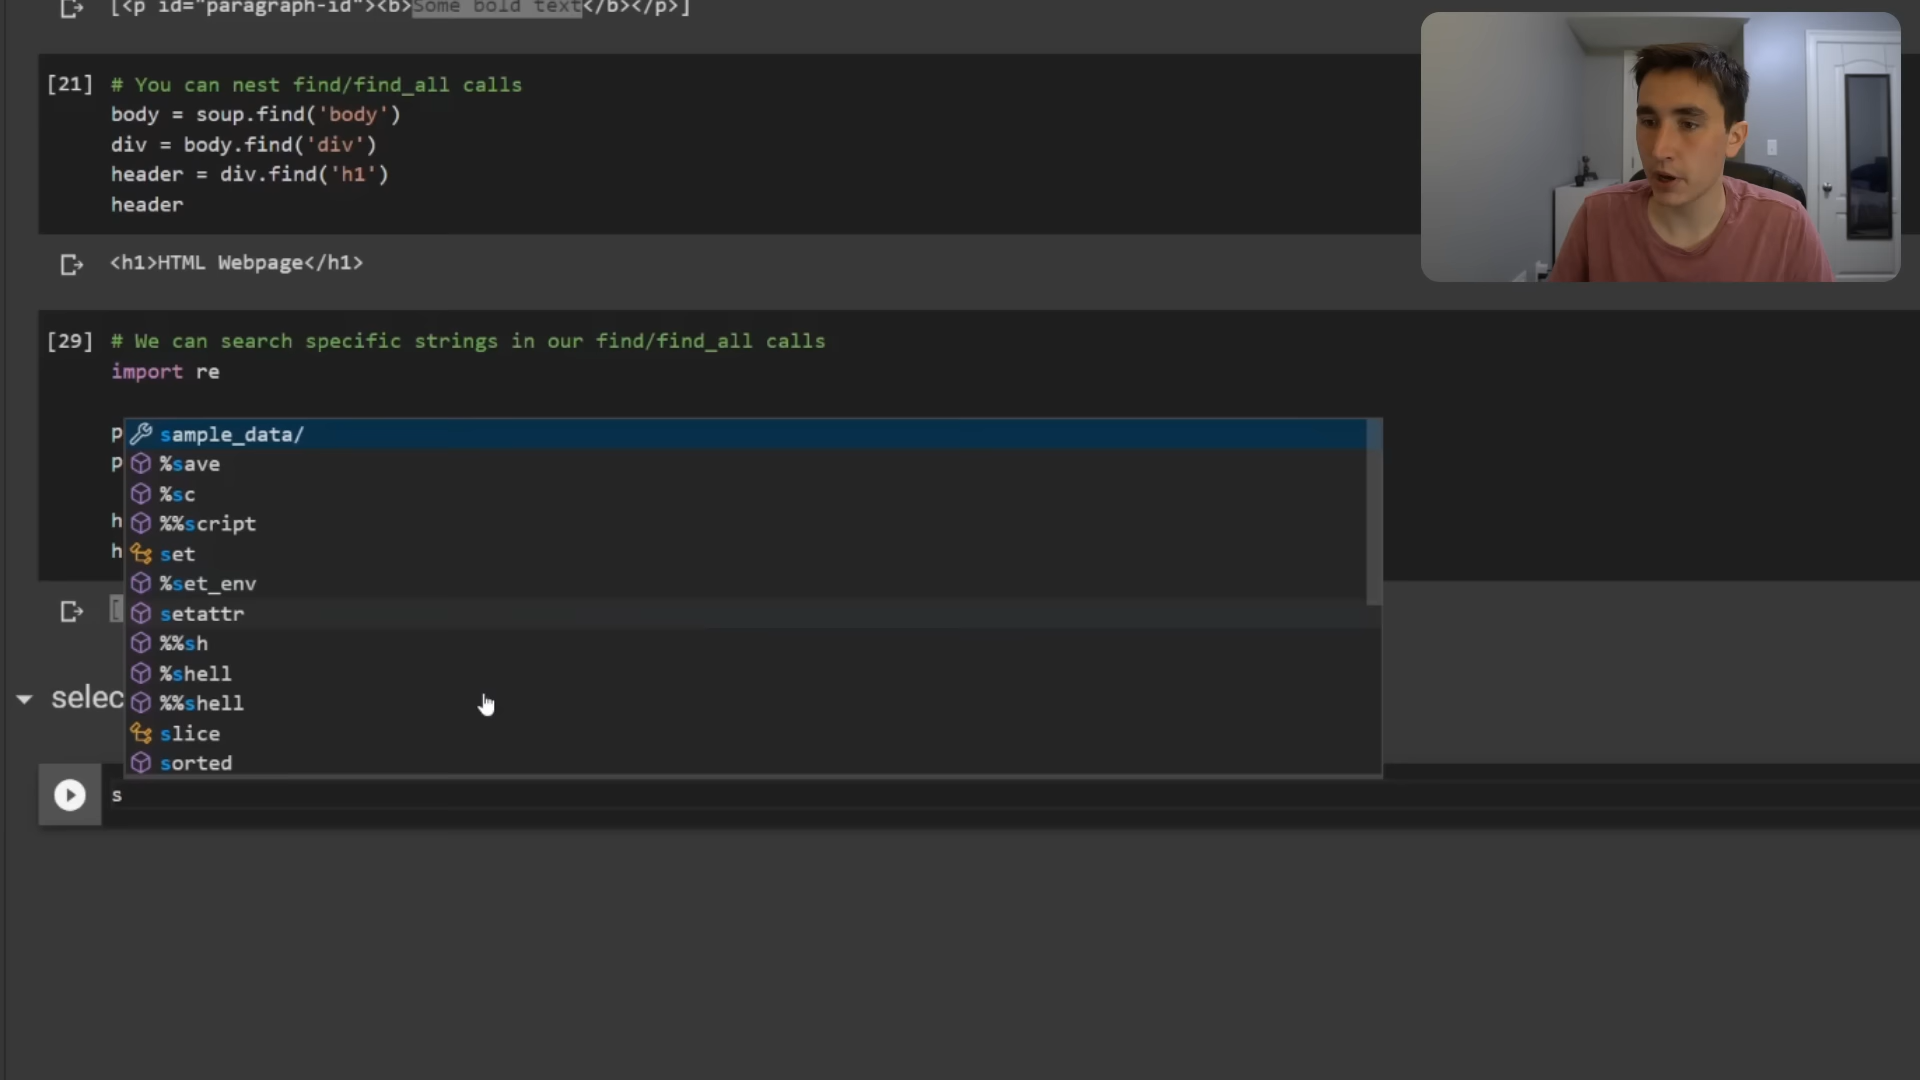 [<p id="paragraph-id"><b>Some bold text</b></p>]
[21] # You can nest find/find_all calls
body = soup.find('body')
div = body.find('div')
header = div.find('h1')
header
<h1>HTML Webpage</h1>
[29] # We can search specific strings in our find/find_all calls
import re
p
sample_data/
p
%save
%sc
h
%%script
h
set
%set_env
[
setattr
%%sh
%shell
selec
%%shell
slice
sorted
s